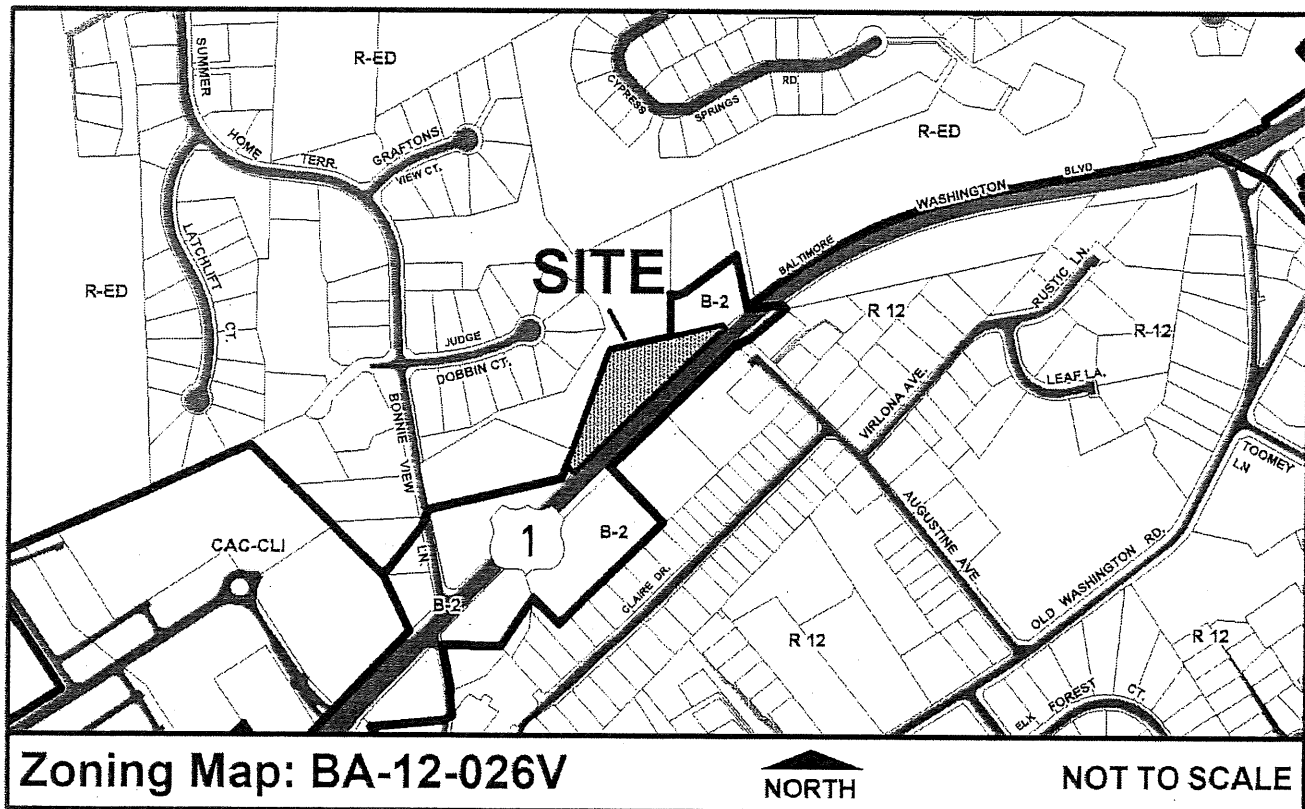 SUMMER
HOME
TERR.
R-ED
GRAFTONS
VIEW CT.
CYPRESS
SPRINGS
RD.
R-ED
WASHINGTON
BLVD
BALTIMORE
LATCHLIFT
CT.
R-ED
SITE
B-2
JUDGE
DOBBIN CT.
BONNIE VIEW
LN.
R 12
RUSTIC LN.
R-12
LEAF LA.
VIRLONA AVE.
TOOMEY
LN
CAC-CLI
1
B-2
B-2
CLAIRE DR.
AUGUSTINE AVE
OLD WASHINGTON RD.
R 12
R 12
ELK FOREST CT.
Zoning Map: BA-12-026V
NORTH
NOT TO SCALE